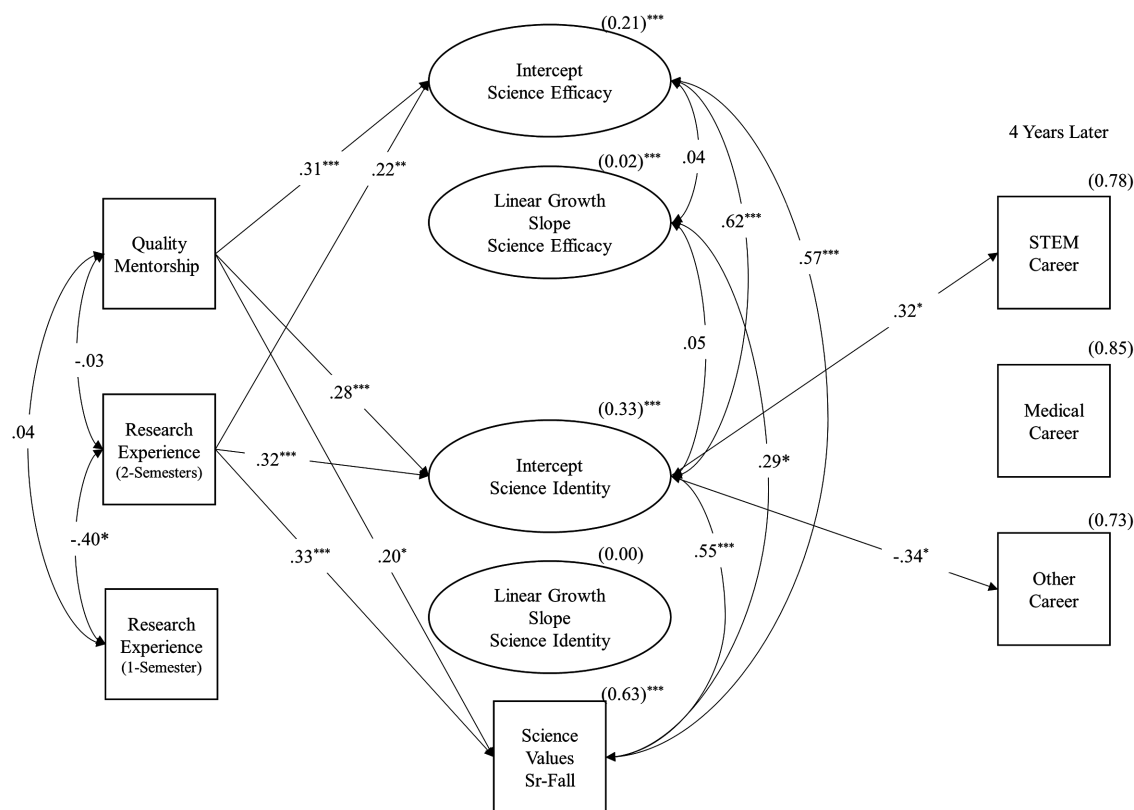 (0.21)***
Intercept
Science Efficacy
4 Years Later
.31***
.22**
(0.02)***
.04
(0.78)
Linear Growth
Slope
Science Efficacy
.62***
Quality
Mentorship
.57***
STEM
Career
.32*
-.03
.05
(0.85)
.28***
(0.33)***
Medical
Career
.04
Research
Experience
(2-Semesters)
.32***
Intercept
Science Identity
.29*
(0.73)
-.40*
.33***
.20*
(0.00)
.55***
-.34*
Other
Career
Linear Growth
Slope
Science Identity
Research
Experience
(1-Semester)
(0.63)***
Science
Values
Sr-Fall